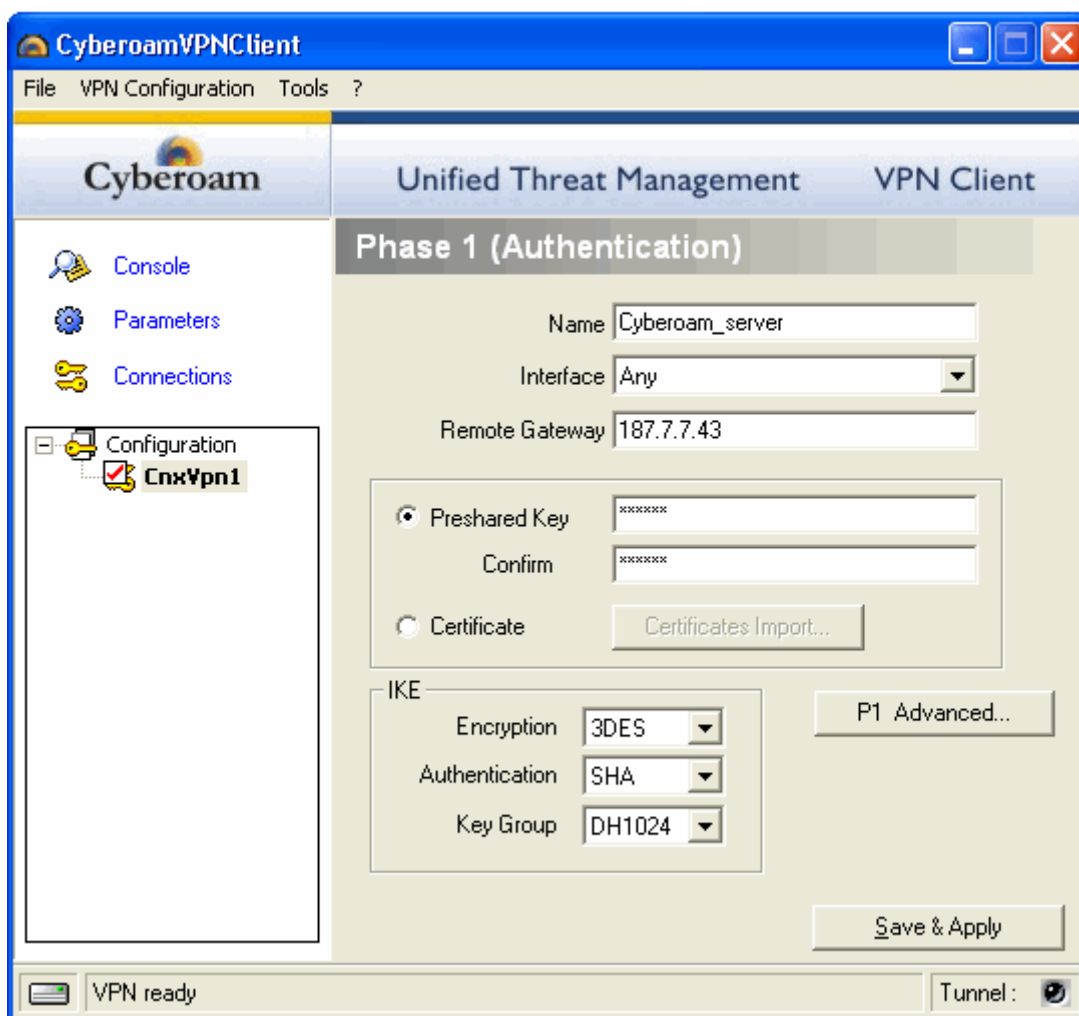 CyberoamVPNClient
File VPN Configuration Tools ?
Cyberoam
Unified Threat Management VPN Client
Console
Parameters
Connections
Configuration
CnxVpn1
Phase 1 (Authentication)
Name Cyberoam_server
Interface Any
Remote Gateway 187.7.7.43
Preshared Key ******
Confirm ******
Certificate Certificates Import...
IKE
Encryption 3DES
Authentication SHA
Key Group DH1024
P1 Advanced...
Save & Apply
VPN ready Tunnel :